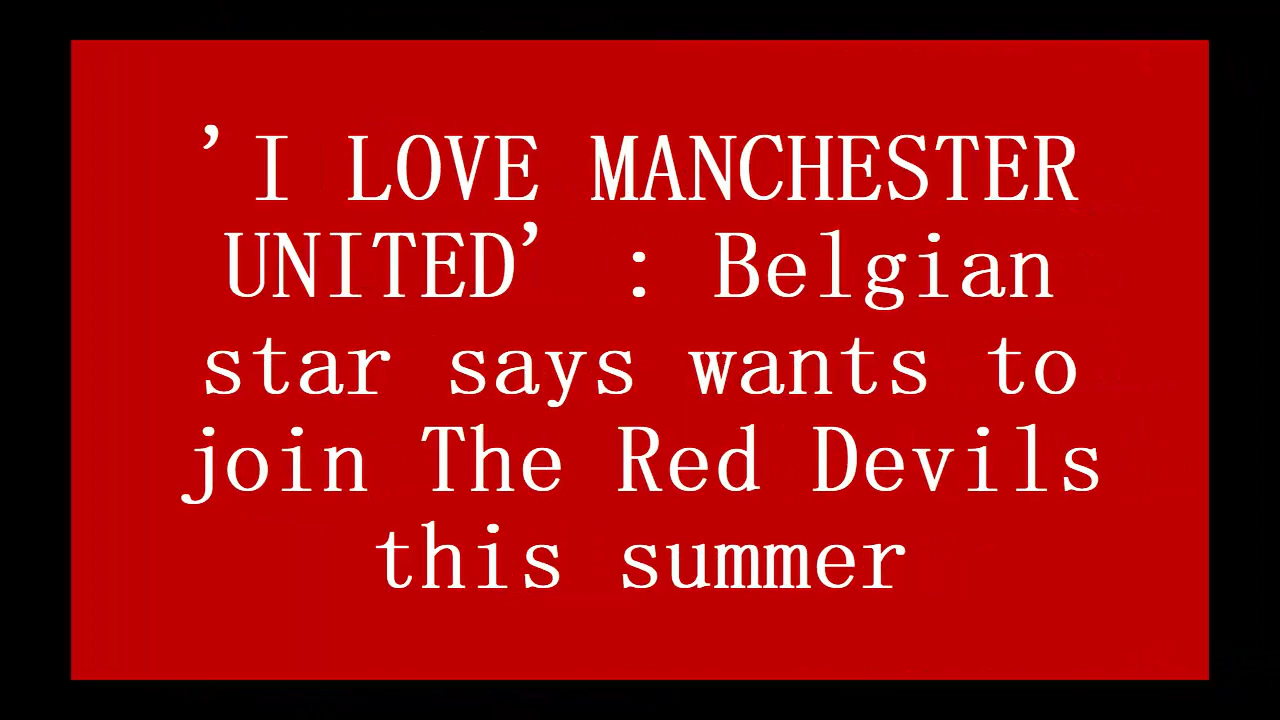 ’I LOVE MANCHESTER
UNITED’ : Belgian
star says wants to
join The Red Devils
this summer